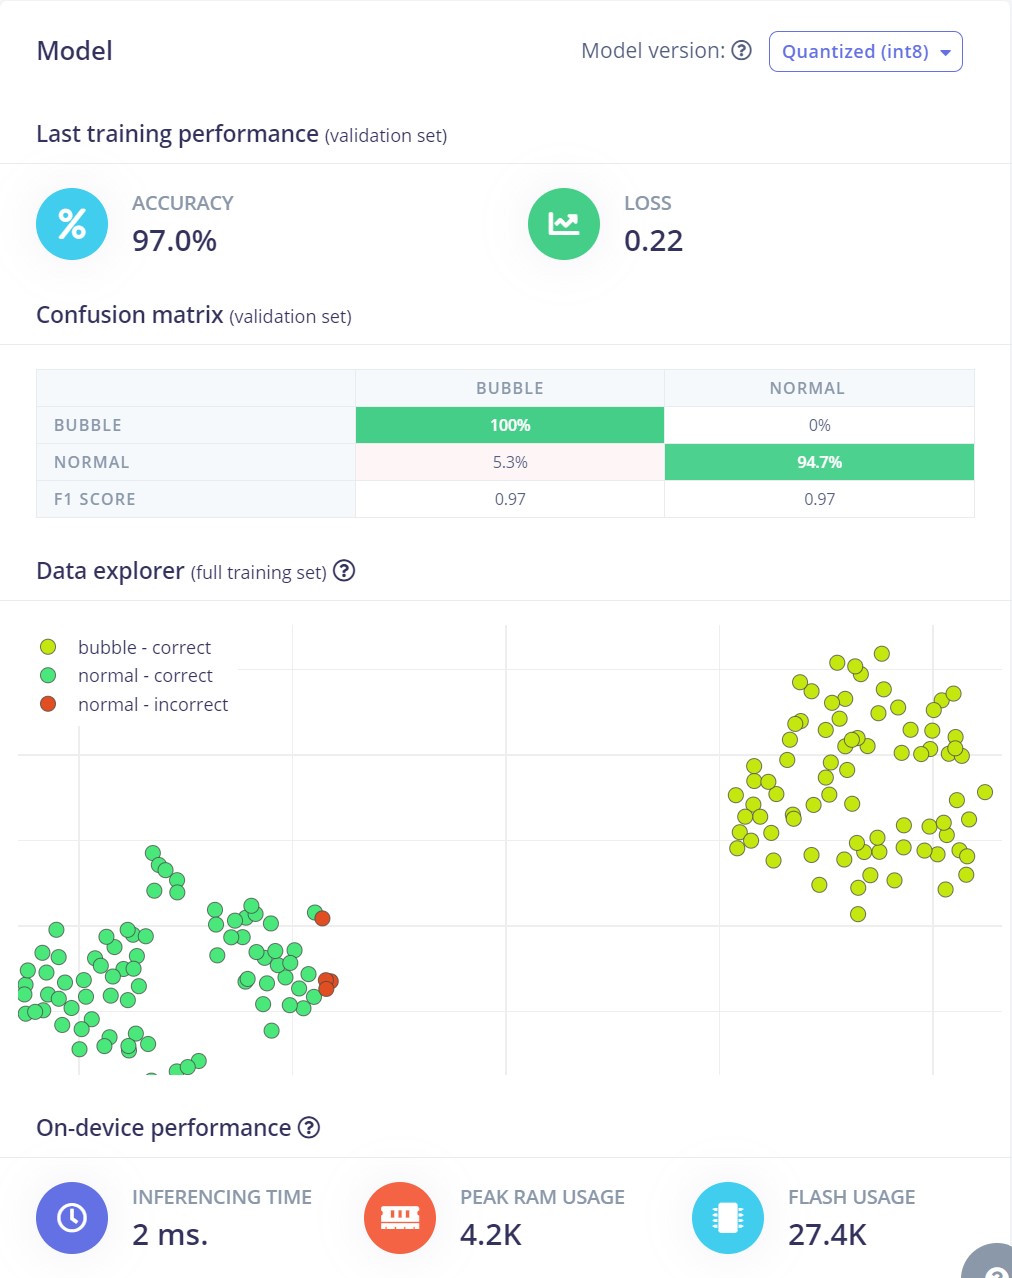 Model
Model version: ? Quantized (int8)
Last training performance (validation set)
% ACCURACY
97.0%
LOSS
0.22
Confusion matrix (validation set)
BUBBLE NORMAL
BUBBLE 100% 0%
NORMAL 5.3% 94.7%
F1 SCORE 0.97 0.97
Data explorer (full training set) ?
bubble - correct
normal - correct
normal - incorrect
On-device performance ?
INFERENCING TIME
2 ms.
PEAK RAM USAGE
4.2K
FLASH USAGE
27.4K
?